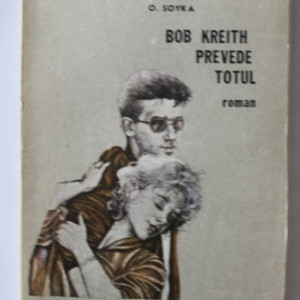 O. SOYKA
BOB KREITH
PREVEDE
TOTUL
roman